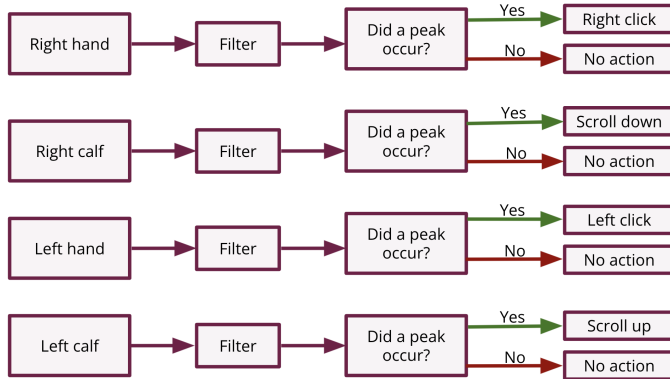 Right hand
Filter
Did a peak
occur?
Yes
Right click
No
No action
Right calf
Filter
Did a peak
occur?
Yes
Scroll down
No
No action
Left hand
Filter
Did a peak
occur?
Yes
Left click
No
No action
Left calf
Filter
Did a peak
occur?
Yes
Scroll up
No
No action